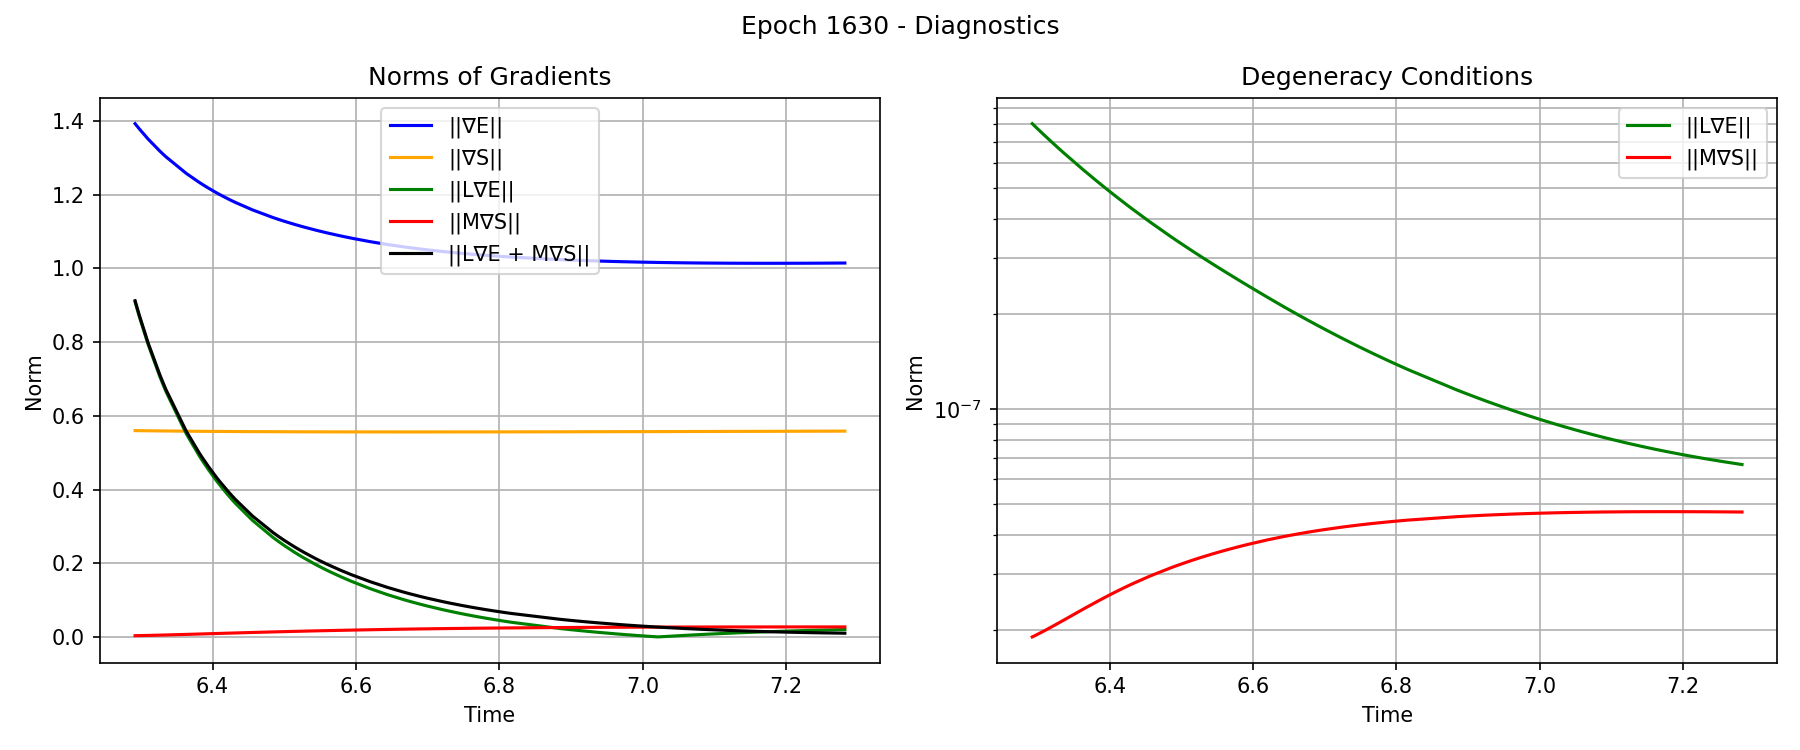 Epoch 1630 - Diagnostics
Norms of Gradients
Norm
1.4
1.2
1.0
0.8
0.6
0.4
0.2
0.0
||∇E||
||∇S||
||L∇E||
||M∇S||
||L∇E + M∇S||
6.4 6.6 6.8 7.0 7.2
Time
Degeneracy Conditions
Norm
10⁻⁷
||L∇E||
||M∇S||
6.4 6.6 6.8 7.0 7.2
Time